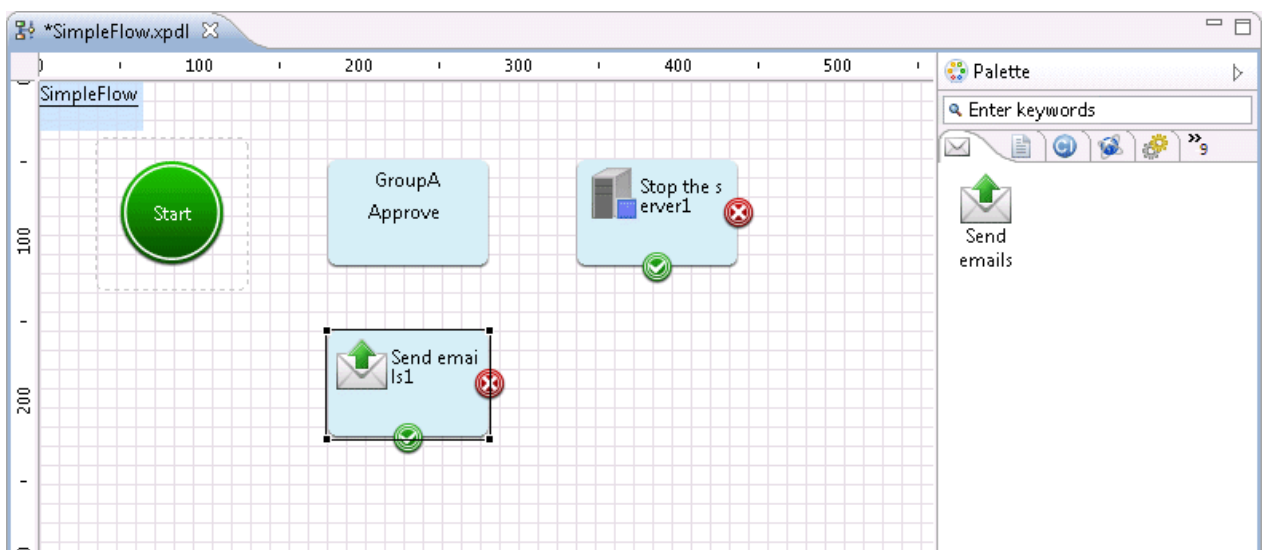 *SimpleFlow.xpdl
0 100 200 300 400 500
Palette
SimpleFlow
Enter keywords
9
GroupA
Approve
Stop the s
erver1
Start
100
Send
emails
Send emai
ls1
200